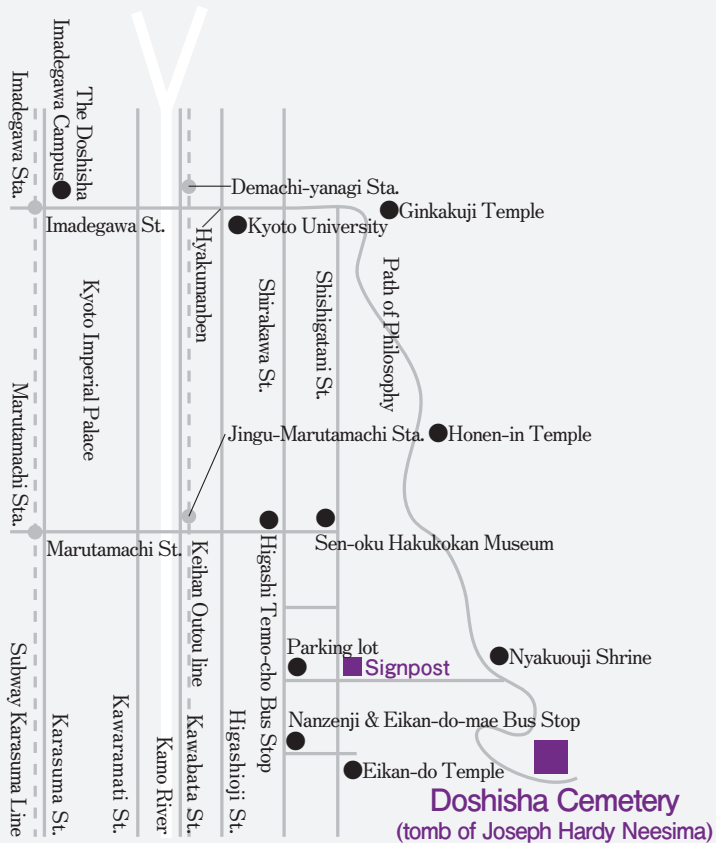 Imadegawa Sta.
The Doshisha
Imadegawa Campus
Demachi-yanagi Sta.
Ginkakuji Temple
Imadegawa St.
Hyakumanben
Kyoto University
Kyoto Imperial Palace
Shirakawa St.
Shishigatani St.
Path of Philosophy
Marutamachi Sta.
Jingu-Marutamachi Sta.
Honen-in Temple
Marutamachi St.
Keihan Outou line
Higashi Tenno-cho Bus Stop
Sen-oku Hakukokan Museum
Parking lot
Signpost
Nyakuouji Shrine
Subway Karasuma Line
Karasuma St.
Kawaramati St.
Kamo River
Kawabata St.
Higashioji St.
Nanzenji & Eikan-do-mae Bus Stop
Eikan-do Temple
Doshisha Cemetery
(tomb of Joseph Hardy Neesima)